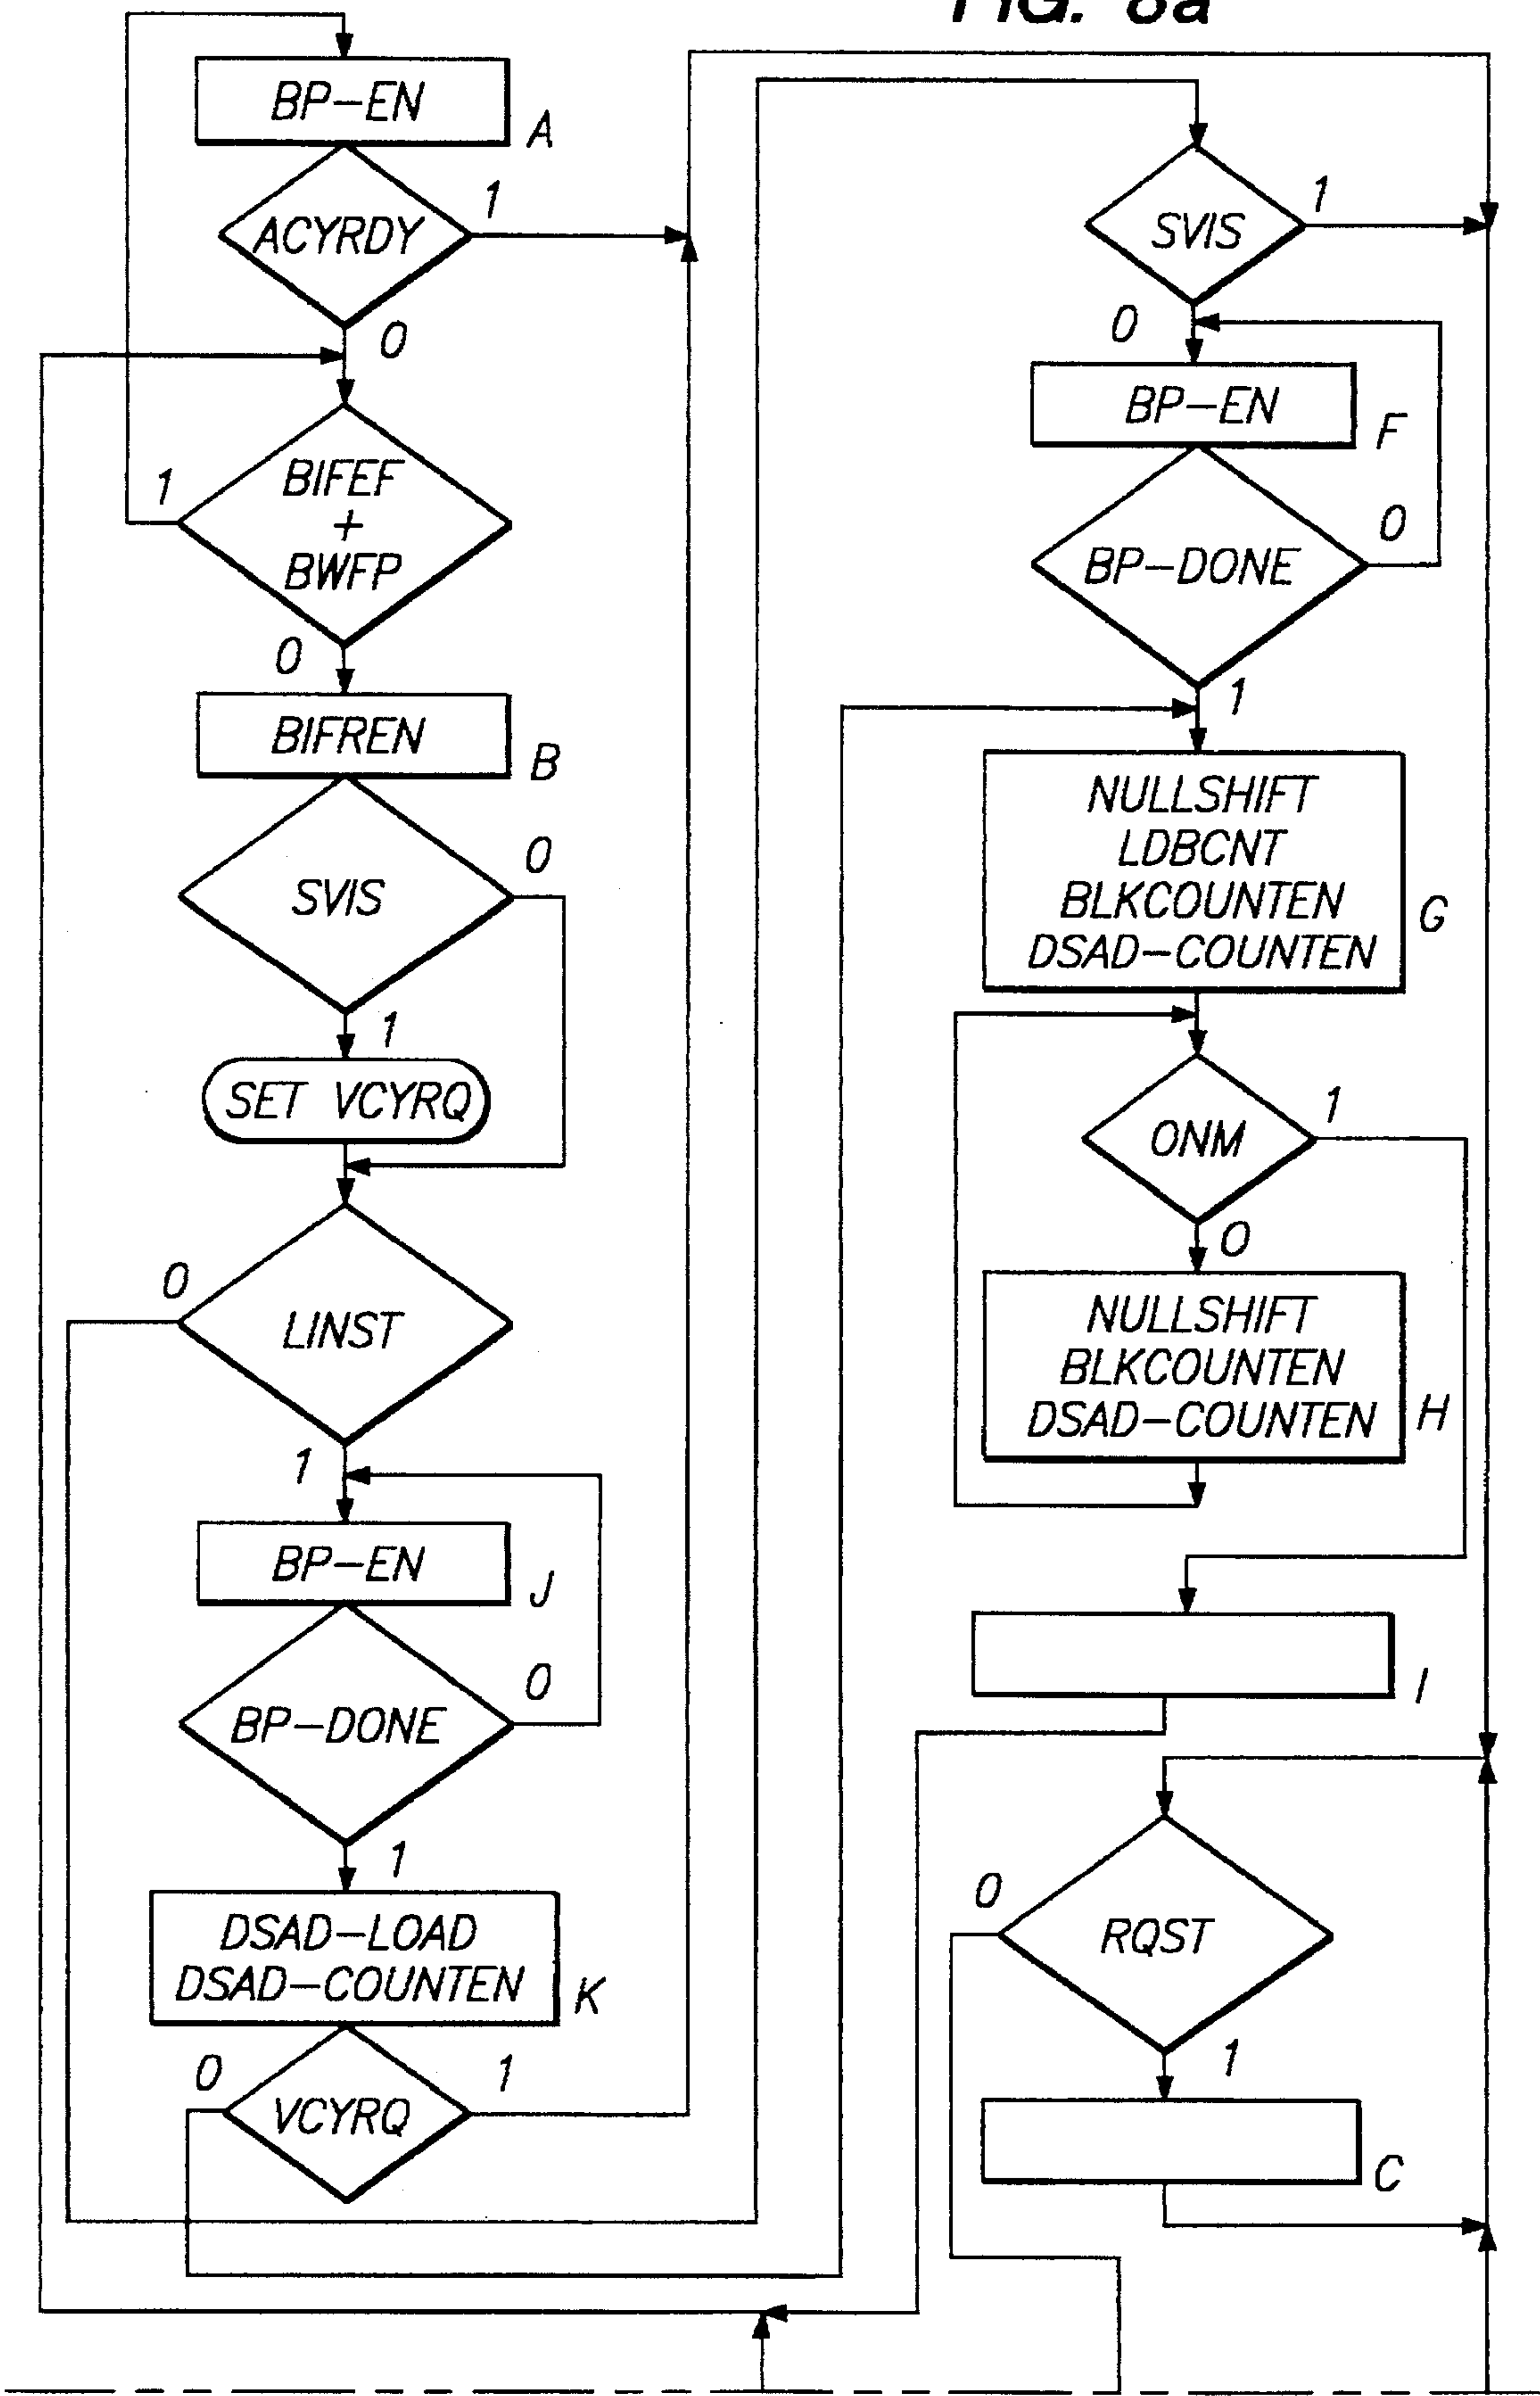 FIG. 8a
BP-EN
A
ACYRDY
1
0
BIFEF
+
BWFP
1
0
BIFREN
B
SVIS
0
1
SET VCYRQ
LINST
0
1
BP-EN
J
BP-DONE
0
1
DSAD-LOAD
DSAD-COUNTEN
K
VCYRQ
0
1
SVIS
1
0
BP-EN
F
BP-DONE
0
1
NULLSHIFT
LDBCNT
BLKCOUNTEN
DSAD-COUNTEN
G
ONM
1
0
NULLSHIFT
BLKCOUNTEN
DSAD-COUNTEN
H
I
RQST
0
1
C